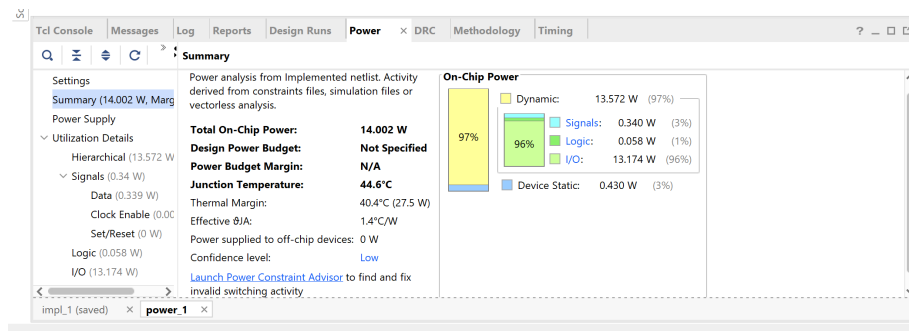 Sc
Tcl Console Messages Log Reports Design Runs Power × DRC Methodology Timing ? _
»
Summary
Settings
Summary (14.002 W, Marg
Power Supply
Utilization Details
Hierarchical (13.572 W
Signals (0.34 W)
Data (0.339 W)
Clock Enable (0.00
Set/Reset (0 W)
Logic (0.058 W)
I/O (13.174 W)
Power analysis from Implemented netlist. Activity
derived from constraints files, simulation files or
vectorless analysis.
Total On-Chip Power: 14.002 W
Design Power Budget: Not Specified
Power Budget Margin: N/A
Junction Temperature: 44.6°C
Thermal Margin: 40.4°C (27.5 W)
Effective ϑJA: 1.4°C/W
Power supplied to off-chip devices: 0 W
Confidence level: Low
Launch Power Constraint Advisor to find and fix
invalid switching activity
On-Chip Power
97%
Dynamic: 13.572 W (97%)
96%
Signals: 0.340 W (3%)
Logic: 0.058 W (1%)
I/O: 13.174 W (96%)
Device Static: 0.430 W (3%)
impl_1 (saved) × power_1 ×